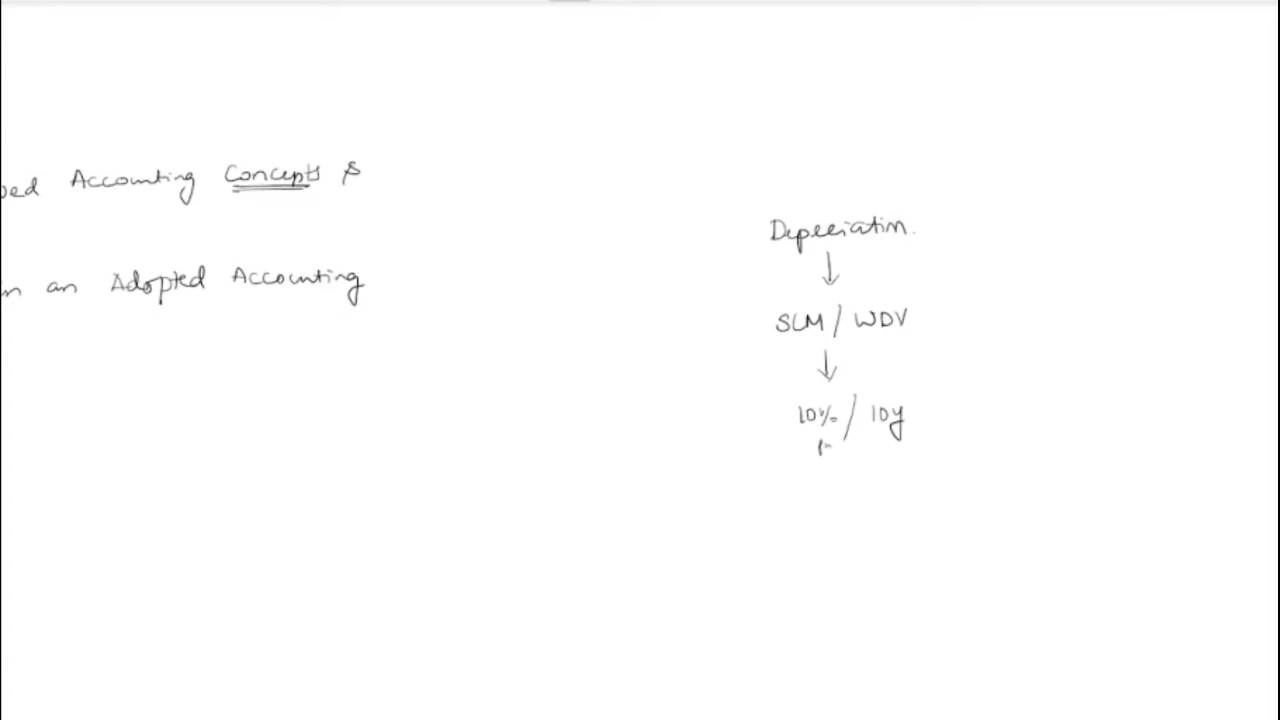 Accounting Concepts &
an Adopted Accounting
Depreciation.
SLM / WDV
10% / 10y